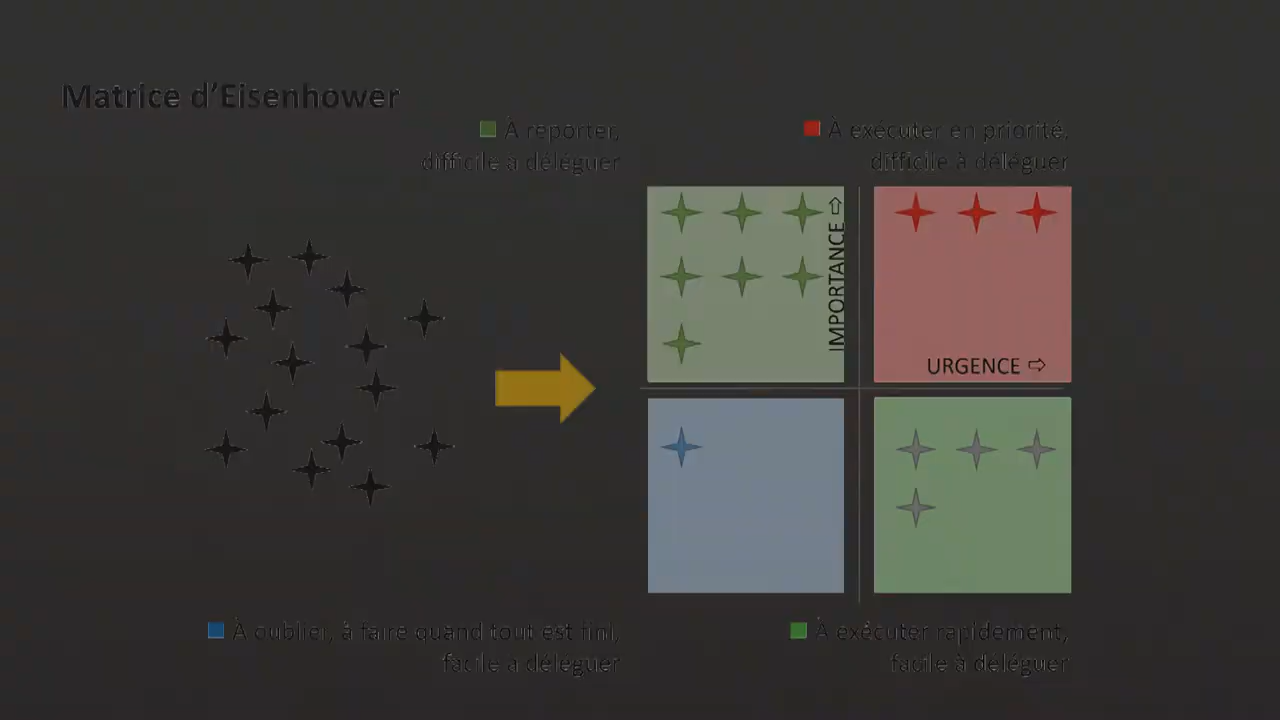 Matrice d’Eisenhower
À reporter,
difficile à déléguer
À exécuter en priorité,
difficile à déléguer
IMPORTANCE ⇨
URGENCE ⇨
À oublier, à faire quand tout est fini,
facile à déléguer
À exécuter rapidement,
facile à déléguer